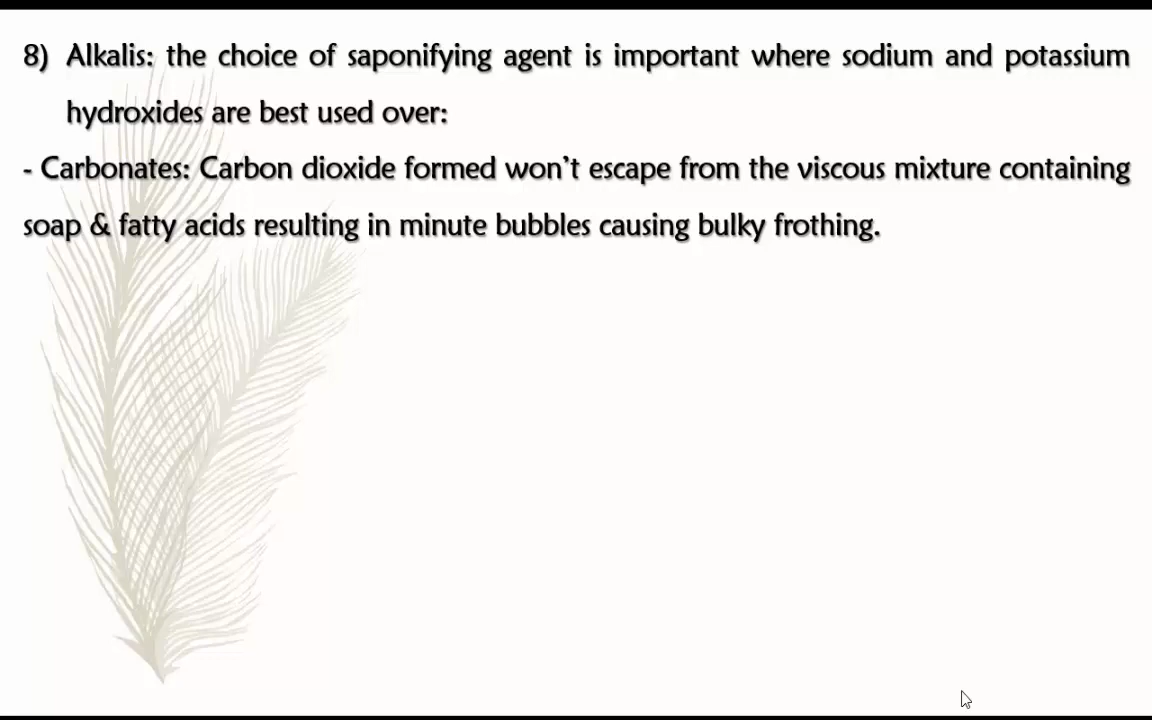 8) Alkalis: the choice of saponifying agent is important where sodium and potassium
hydroxides are best used over:
- Carbonates: Carbon dioxide formed won’t escape from the viscous mixture containing
soap & fatty acids resulting in minute bubbles causing bulky frothing.